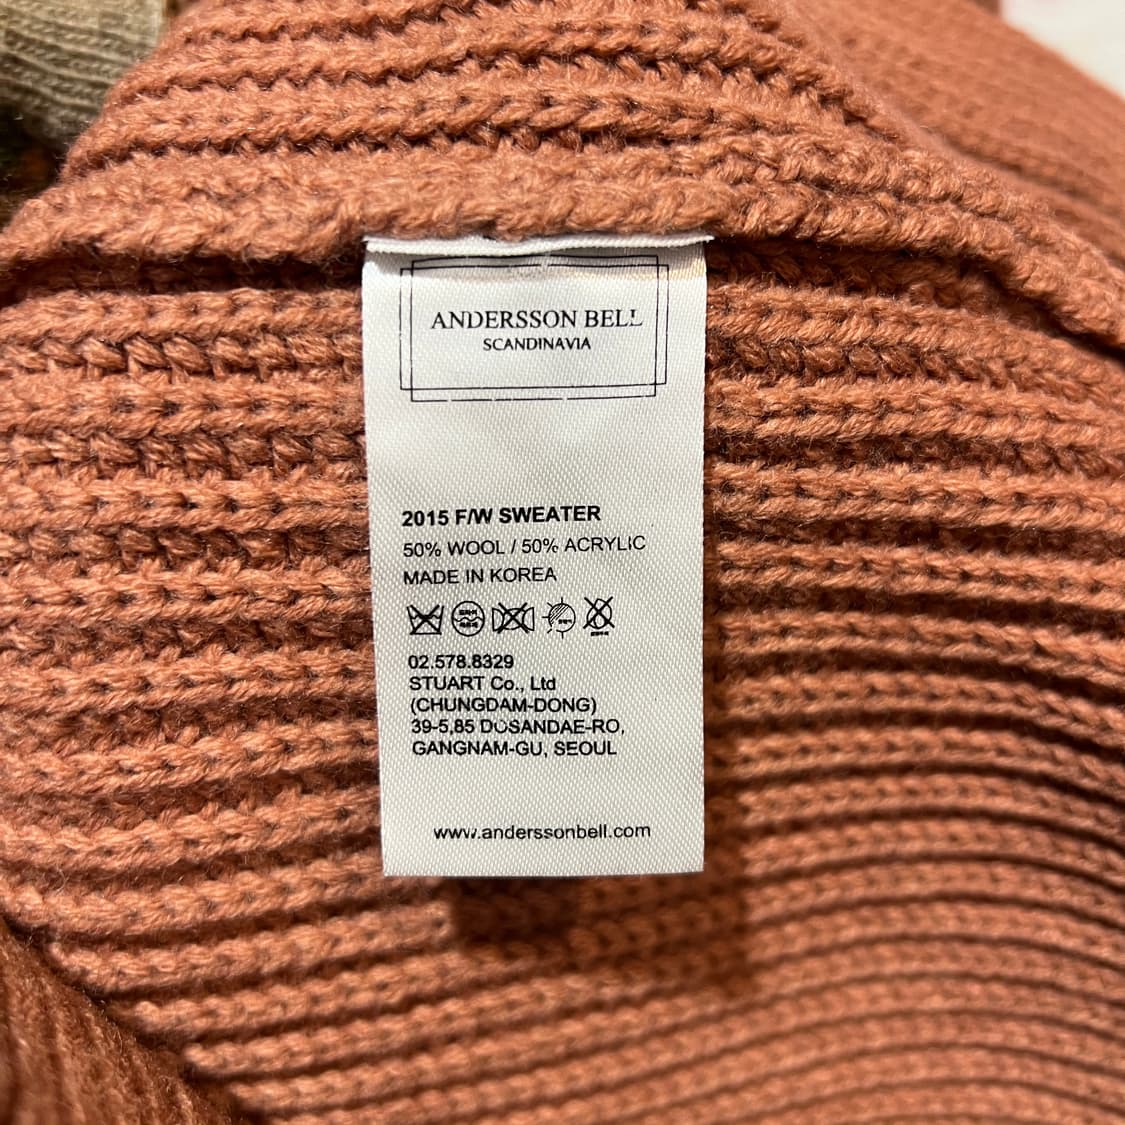 ANDERSSON BELL
SCANDINAVIA
2015 F/W SWEATER
50% WOOL / 50% ACRYLIC
MADE IN KOREA
02.578.8329
STUART Co., Ltd
(CHUNGDAM-DONG)
39-5,85 DOSANDAE-RO,
GANGNAM-GU, SEOUL
www.anderssonbell.com